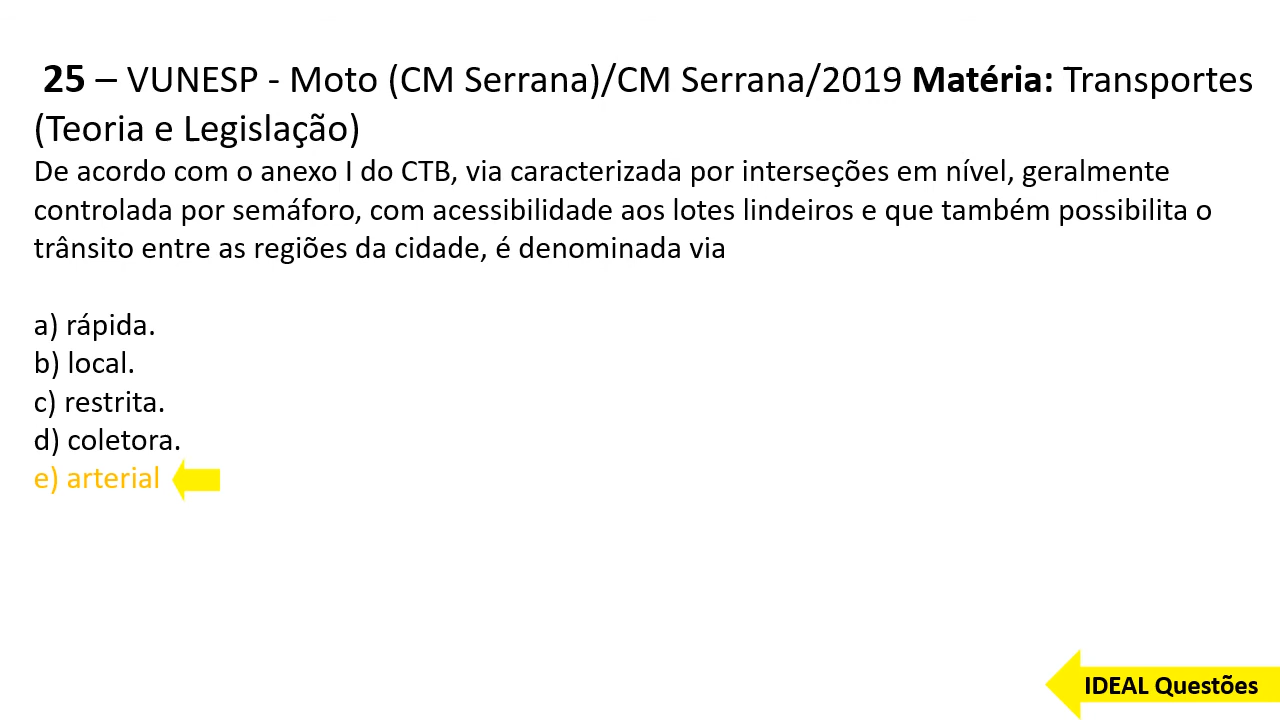 25 – VUNESP - Moto (CM Serrana)/CM Serrana/2019 Matéria: Transportes
(Teoria e Legislação)
De acordo com o anexo I do CTB, via caracterizada por interseções em nível, geralmente
controlada por semáforo, com acessibilidade aos lotes lindeiros e que também possibilita o
trânsito entre as regiões da cidade, é denominada via
a) rápida.
b) local.
c) restrita.
d) coletora.
e) arterial
IDEAL Questões